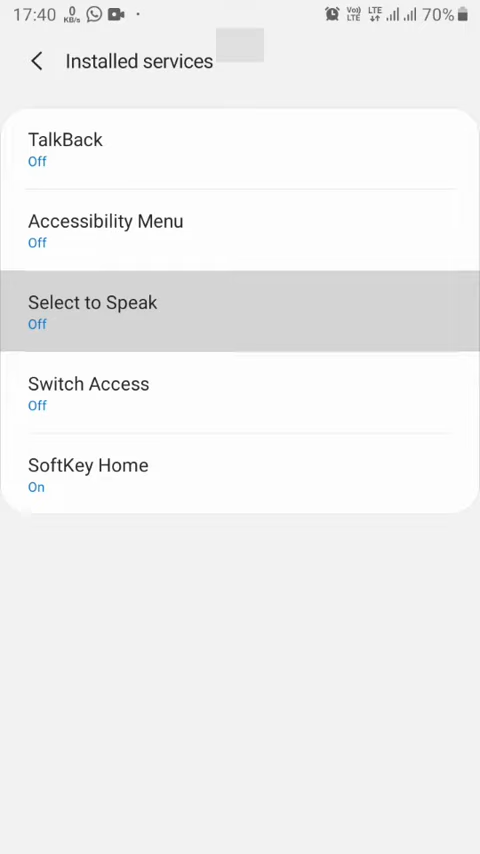 17:40 0 KB/s Vo) LTE LTE 70%
Installed services
TalkBack
Off
Accessibility Menu
Off
Select to Speak
Off
Switch Access
Off
SoftKey Home
On